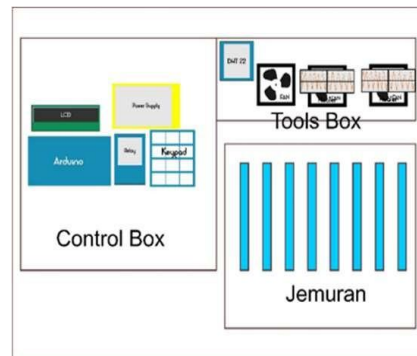 LCD
Power Supply
Arduino
Relay
Keypad
Control Box
DHT 22
FAN
Tools Box
Jemuran